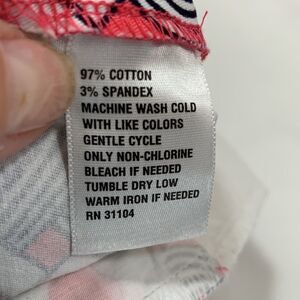 97% COTTON
3% SPANDEX
MACHINE WASH COLD
WITH LIKE COLORS
GENTLE CYCLE
ONLY NON-CHLORINE
BLEACH IF NEEDED
TUMBLE DRY LOW
WARM IRON IF NEEDED
RN 31104